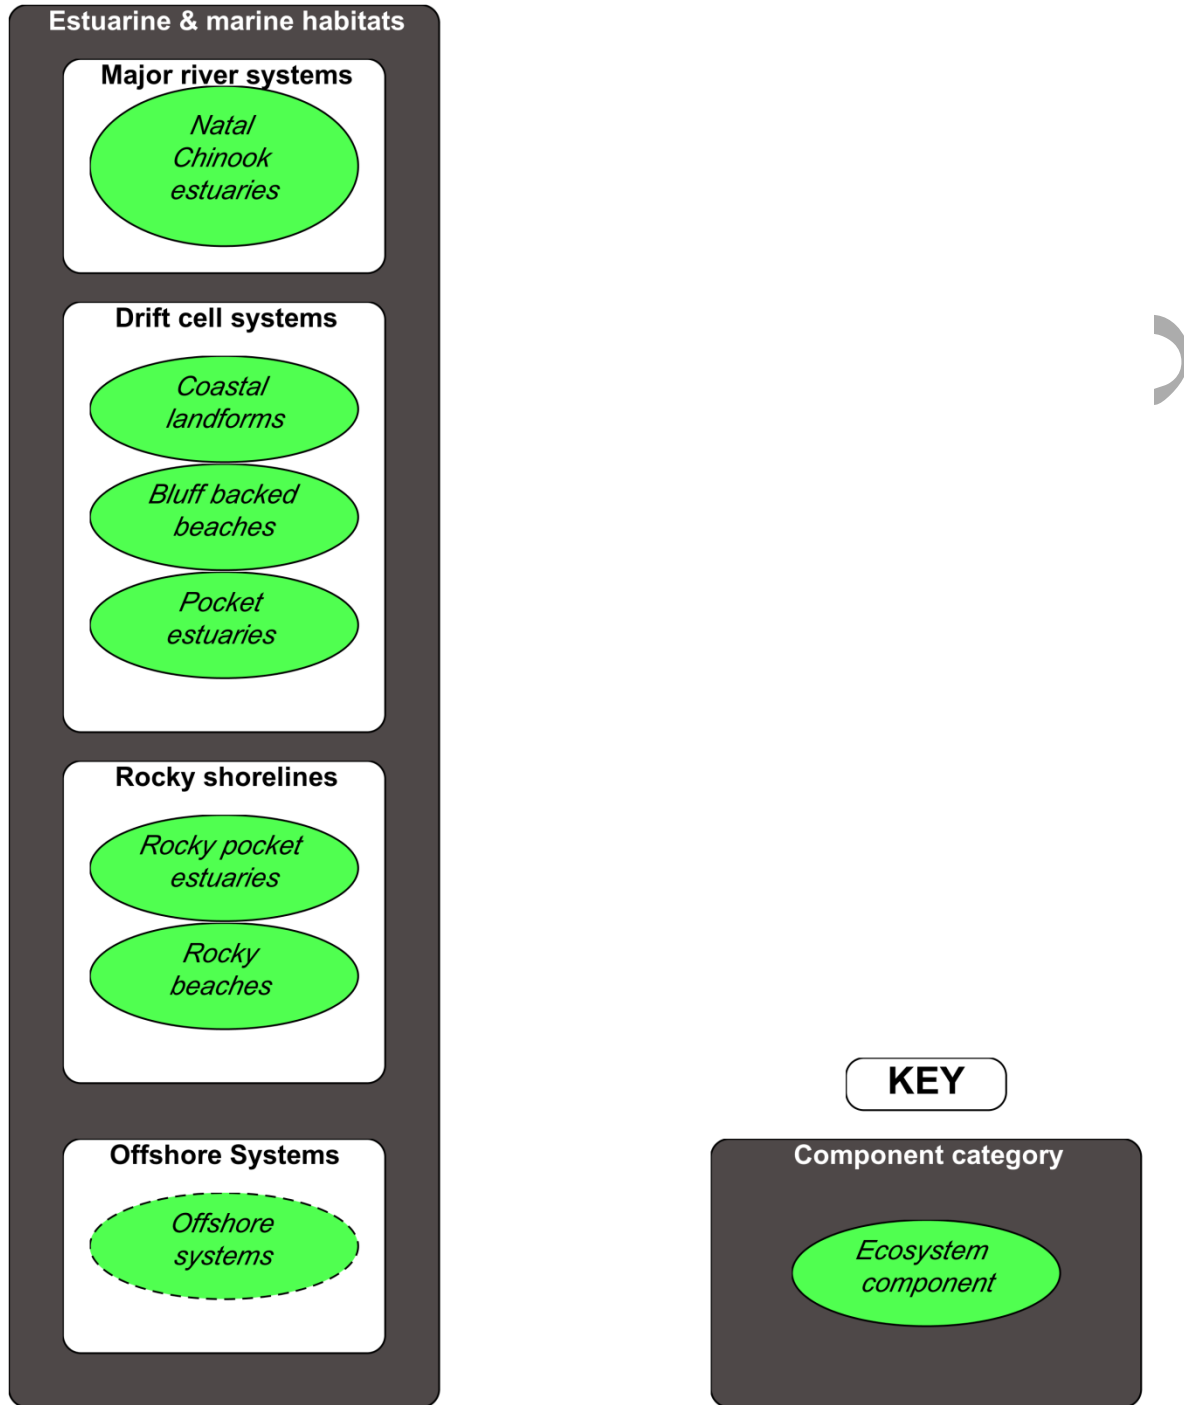 Estuarine & marine habitats
Major river systems
Natal
Chinook
estuaries
Drift cell systems
Coastal
landforms
Bluff backed
beaches
Pocket
estuaries
Rocky shorelines
Rocky pocket
estuaries
Rocky
beaches
Offshore Systems
Offshore
systems
KEY
Component category
Ecosystem
component